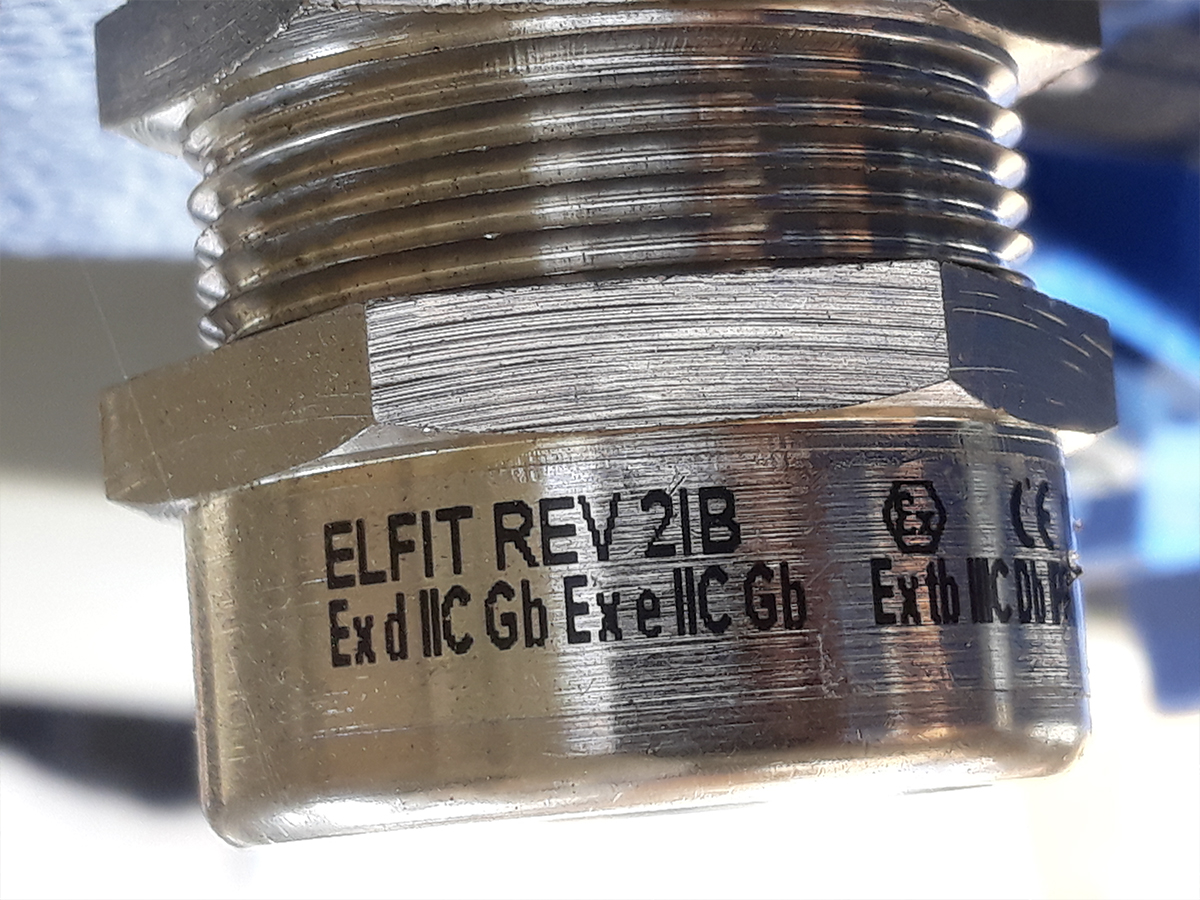 ELFIT REV 2IB Ex CE
Ex d IIC Gb Ex e IIC Gb Ex tb IIIC Db